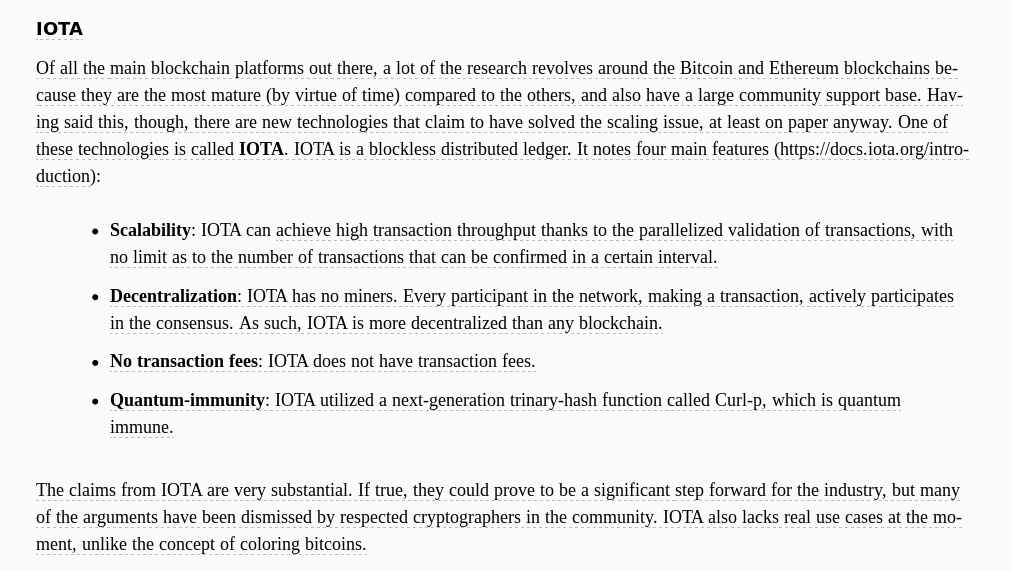 IOTA
Of all the main blockchain platforms out there, a lot of the research revolves around the Bitcoin and Ethereum blockchains be-
cause they are the most mature (by virtue of time) compared to the others, and also have a large community support base. Hav-
ing said this, though, there are new technologies that claim to have solved the scaling issue, at least on paper anyway. One of
these technologies is called IOTA. IOTA is a blockless distributed ledger. It notes four main features (https://docs.iota.org/intro-
duction):
• Scalability: IOTA can achieve high transaction throughput thanks to the parallelized validation of transactions, with
no limit as to the number of transactions that can be confirmed in a certain interval.
• Decentralization: IOTA has no miners. Every participant in the network, making a transaction, actively participates
in the consensus. As such, IOTA is more decentralized than any blockchain.
• No transaction fees: IOTA does not have transaction fees.
• Quantum-immunity: IOTA utilized a next-generation trinary-hash function called Curl-p, which is quantum
immune.
The claims from IOTA are very substantial. If true, they could prove to be a significant step forward for the industry, but many
of the arguments have been dismissed by respected cryptographers in the community. IOTA also lacks real use cases at the mo-
ment, unlike the concept of coloring bitcoins.